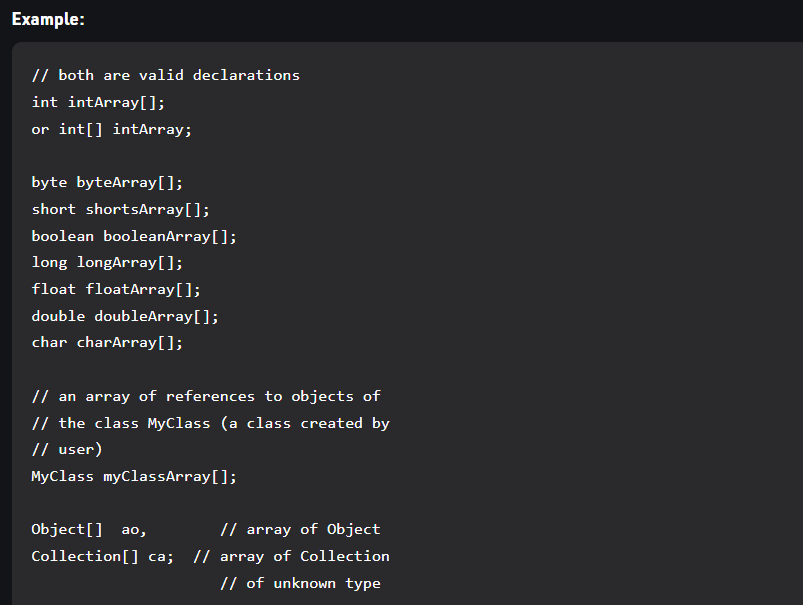 Example:
// both are valid declarations
int intArray[];
or int[] intArray;
byte byteArray[];
short shortsArray[];
boolean booleanArray[];
long longArray[];
float floatArray[];
double doubleArray[];
char charArray[];
// an array of references to objects of
// the class MyClass (a class created by
// user)
MyClass myClassArray[];
Object[]  ao,        // array of Object
Collection[] ca;  // array of Collection
// of unknown type